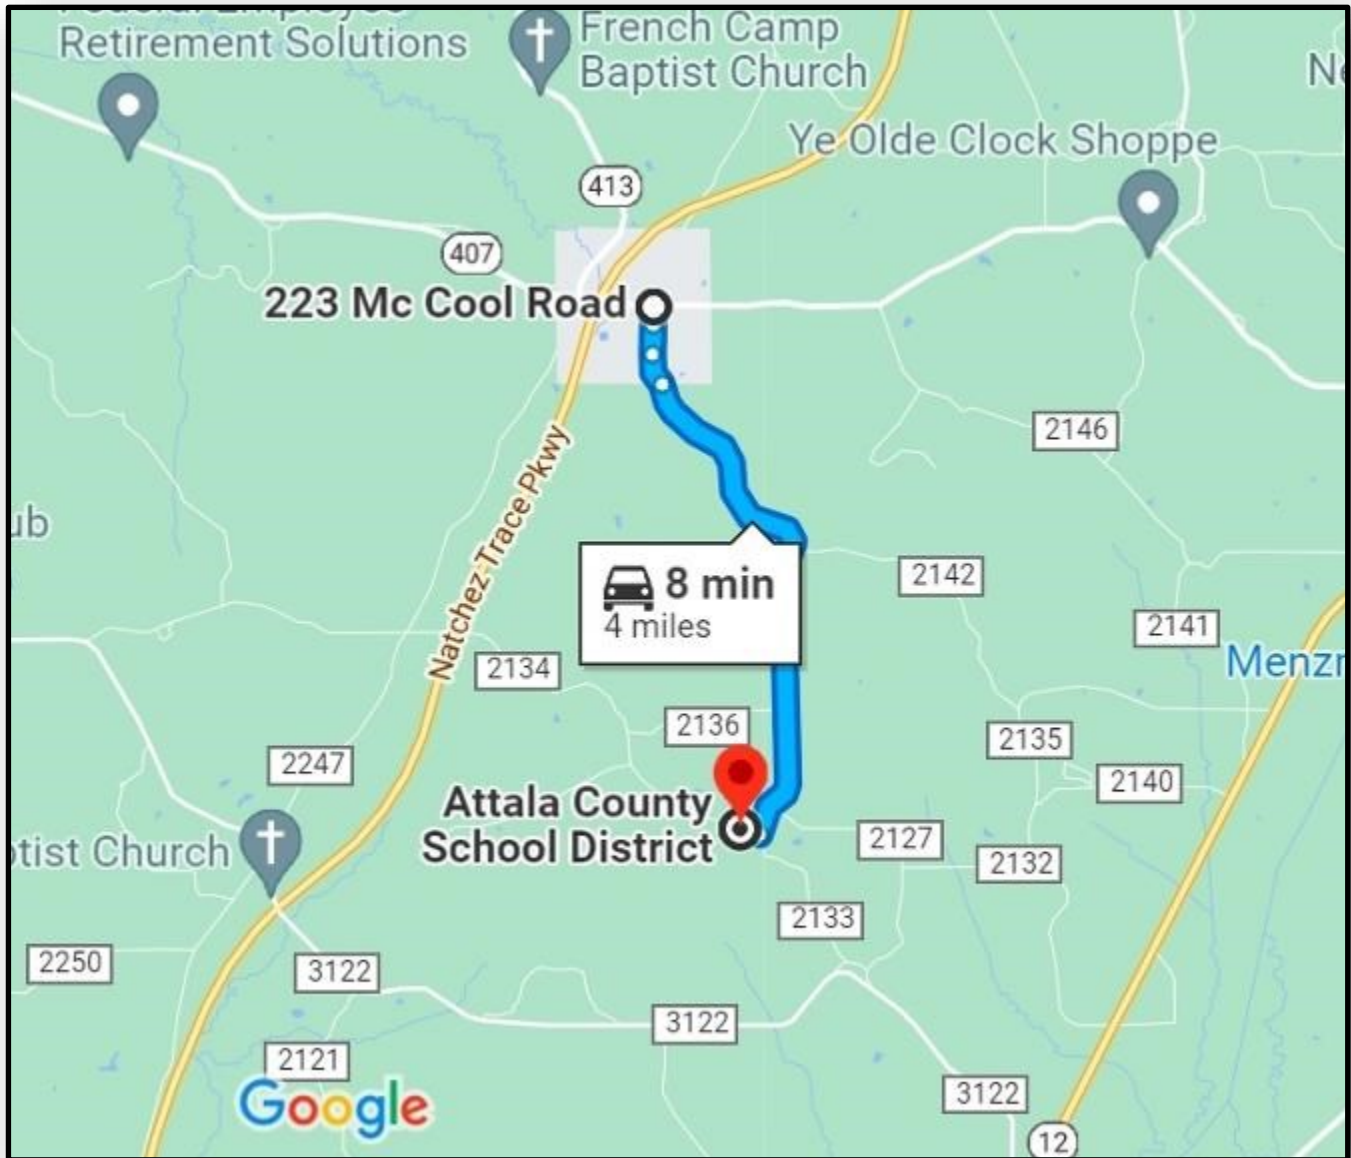 Retirement Solutions
French Camp
Baptist Church
Ye Olde Clock Shoppe
413
407
223 Mc Cool Road
2146
Natchez Trace Pkwy
8 min
4 miles
2142
2141
2134
2136
2135
2140
2247
Attala County
School District
Church
2127
2132
2133
2250
3122
3122
2121
Google
3122
12